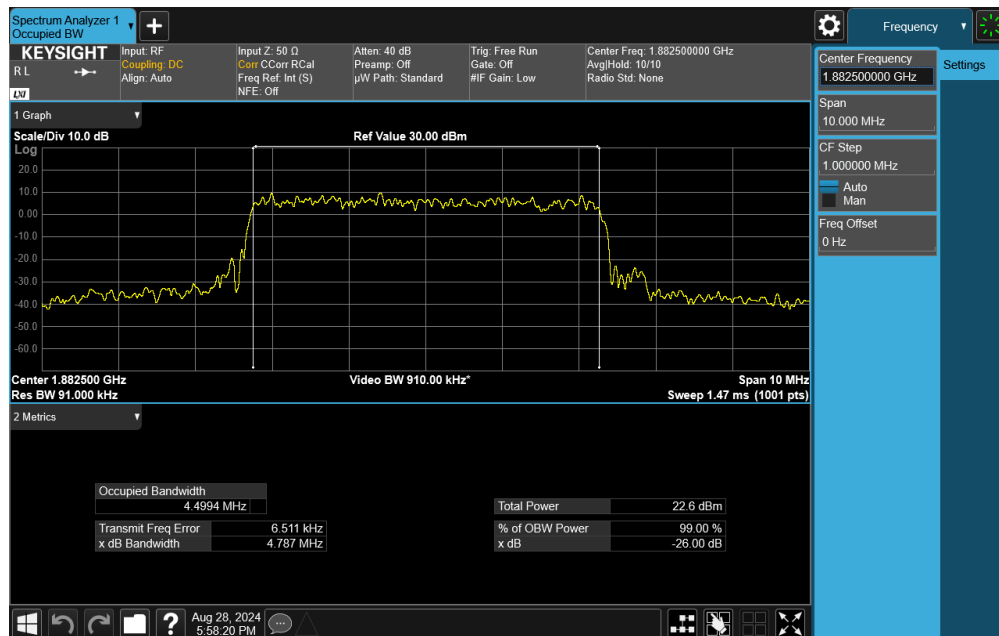 Spectrum Analyzer 1
Occupied BW
Frequency
KEYSIGHT
R L
LXI
Input: RF
Coupling: DC
Align: Auto
Input Z: 50 Ω
Corr CCorr RCal
Freq Ref: Int (S)
NFE: Off
Atten: 40 dB
Preamp: Off
µW Path: Standard
Trig: Free Run
Gate: Off
#IF Gain: Low
Center Freq: 1.882500000 GHz
Avg|Hold: 10/10
Radio Std: None
Center Frequency
1.882500000 GHz
Settings
Span
10.000 MHz
CF Step
1.000000 MHz
Auto
Man
Freq Offset
0 Hz
1 Graph
Scale/Div 10.0 dB
Ref Value 30.00 dBm
Log
20.0
10.0
0.00
-10.0
-20.0
-30.0
-40.0
-50.0
-60.0
Center 1.882500 GHz
Video BW 910.00 kHz*
Span 10 MHz
Res BW 91.000 kHz
Sweep 1.47 ms (1001 pts)
2 Metrics
Occupied Bandwidth
4.4994 MHz
Total Power 22.6 dBm
Transmit Freq Error 6.511 kHz
% of OBW Power 99.00 %
x dB Bandwidth 4.787 MHz
x dB -26.00 dB
?
Aug 28, 2024
5:58:20 PM